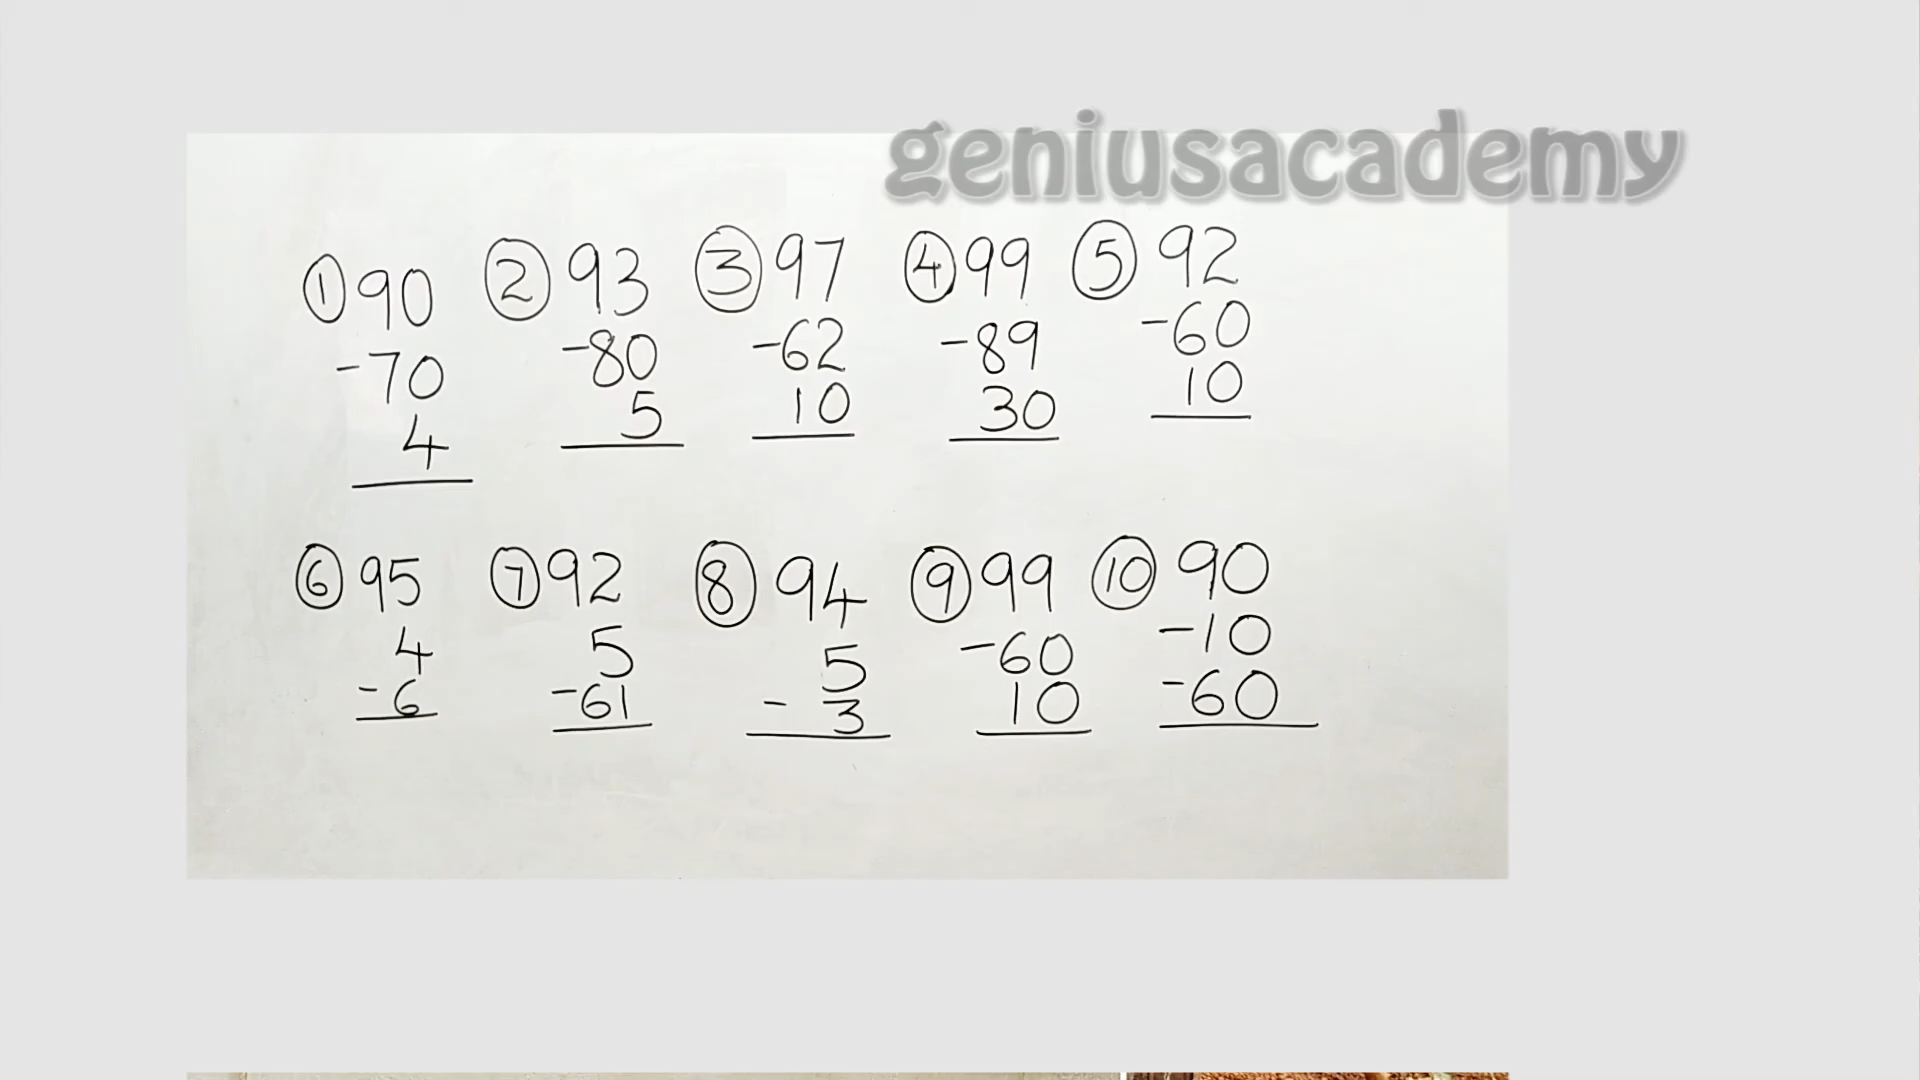 geniusacademy
① 90 ② 93 ③ 97 ④ 99 ⑤ 92
-70 -80 -62 -89 -60
4 5 10 30 10
⑥ 95 ⑦ 92 ⑧ 94 ⑨ 99 ⑩ 90
4 5 5 -60 -10
-6 -61 -3 10 -60